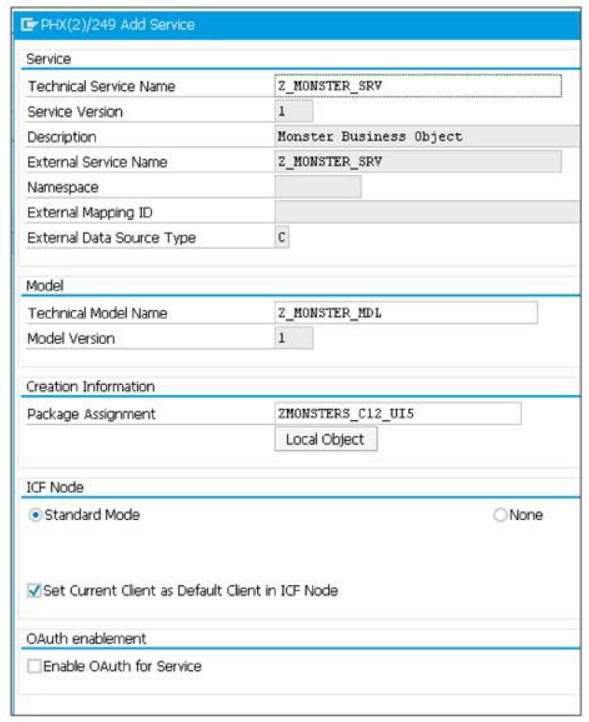 PHX(2)/249 Add Service
Service
Technical Service Name Z_MONSTER_SRV
Service Version 1
Description Monster Business Object
External Service Name Z_MONSTER_SRV
Namespace
External Mapping ID
External Data Source Type C
Model
Technical Model Name Z_MONSTER_MDL
Model Version 1
Creation Information
Package Assignment ZMONSTERS_C12_UI5
Local Object
ICF Node
Standard Mode None
Set Current Client as Default Client in ICF Node
OAuth enablement
Enable OAuth for Service